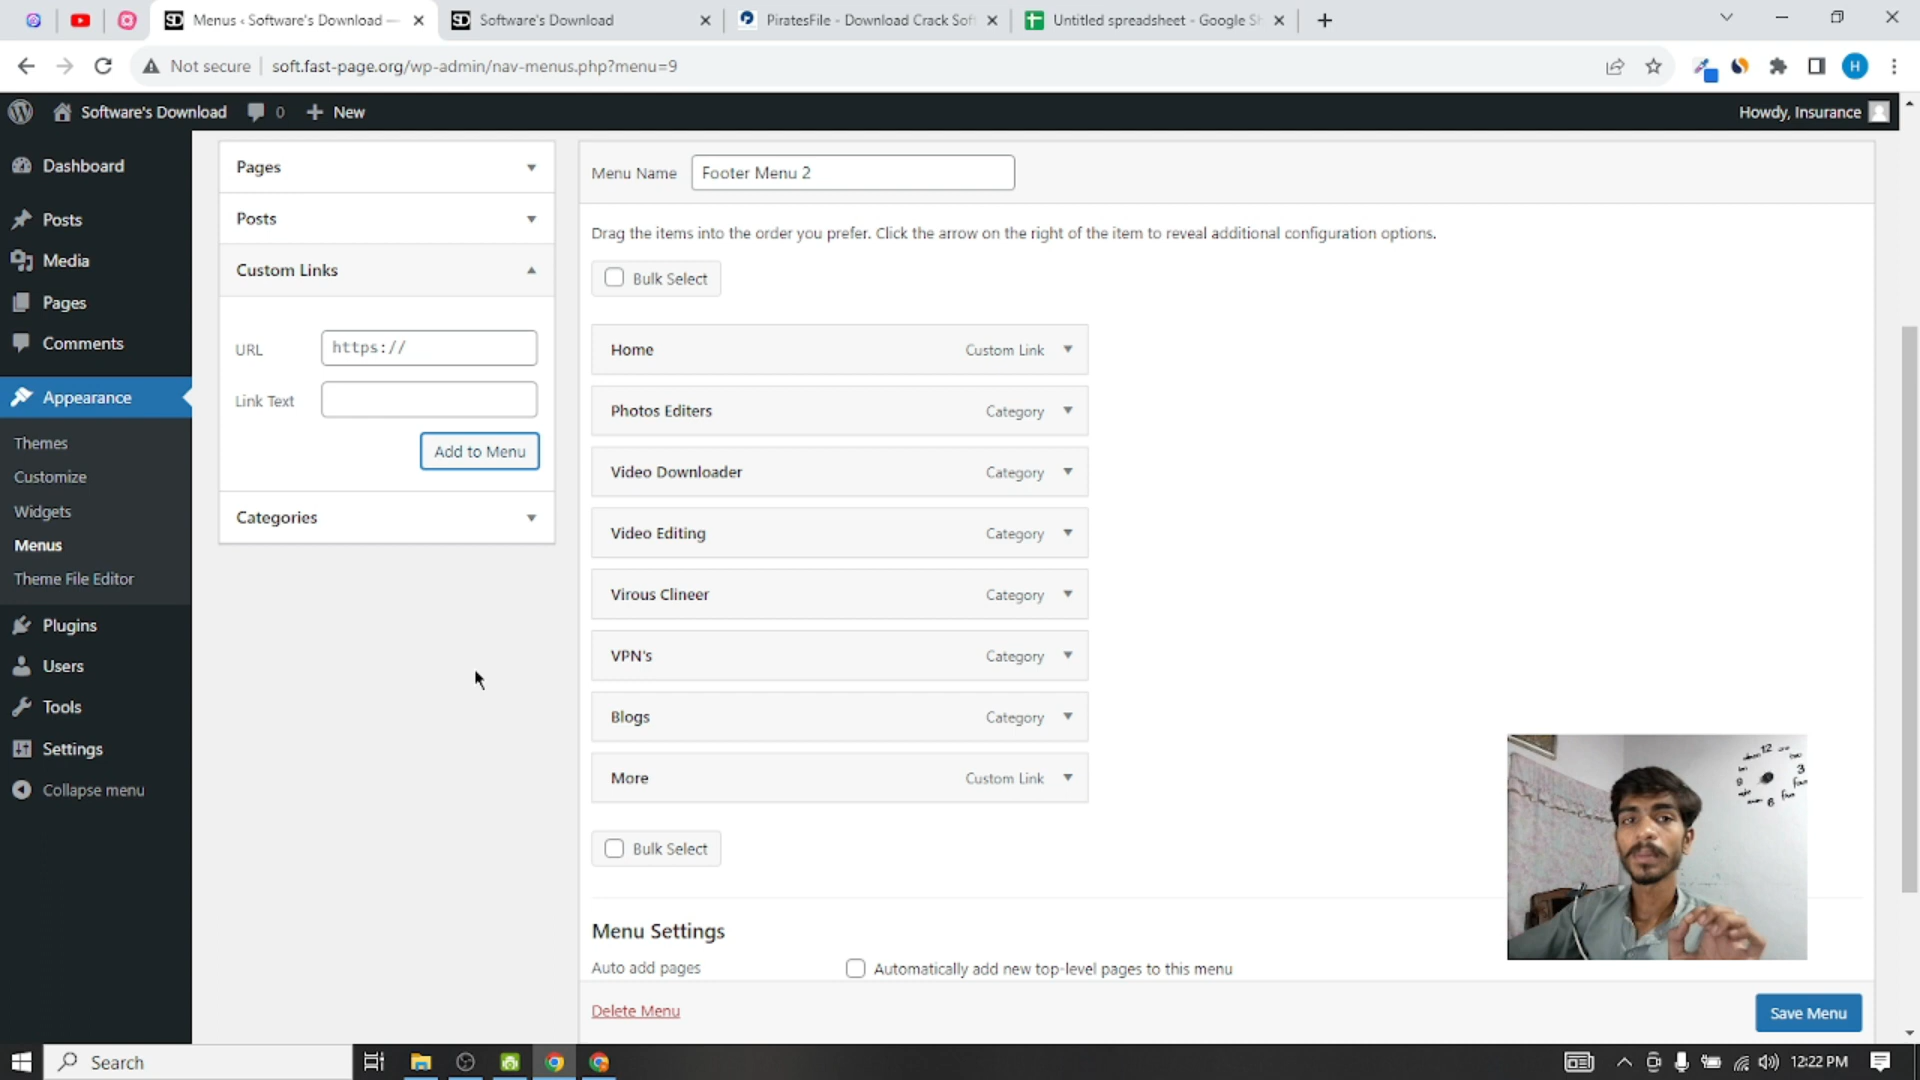 Menus ‹ Software's Download —
Software's Download
PiratesFile - Download Crack Sof
Untitled spreadsheet - Google Sh
Not secure
soft.fast-page.org/wp-admin/nav-menus.php?menu=9
H
Software's Download
0
New
Howdy, Insurance
Dashboard
Posts
Media
Pages
Comments
Appearance
Themes
Customize
Widgets
Menus
Theme File Editor
Plugins
Users
Tools
Settings
Collapse menu
Pages
Posts
Custom Links
URL
https://
Link Text
Add to Menu
Categories
Menu Name
Footer Menu 2
Drag the items into the order you prefer. Click the arrow on the right of the item to reveal additional configuration options.
Bulk Select
Home
Custom Link
Photos Editers
Category
Video Downloader
Category
Video Editing
Category
Virous Clineer
Category
VPN's
Category
Blogs
Category
More
Custom Link
Bulk Select
Menu Settings
Auto add pages
Automatically add new top-level pages to this menu
Delete Menu
Save Menu
Search
12:22 PM